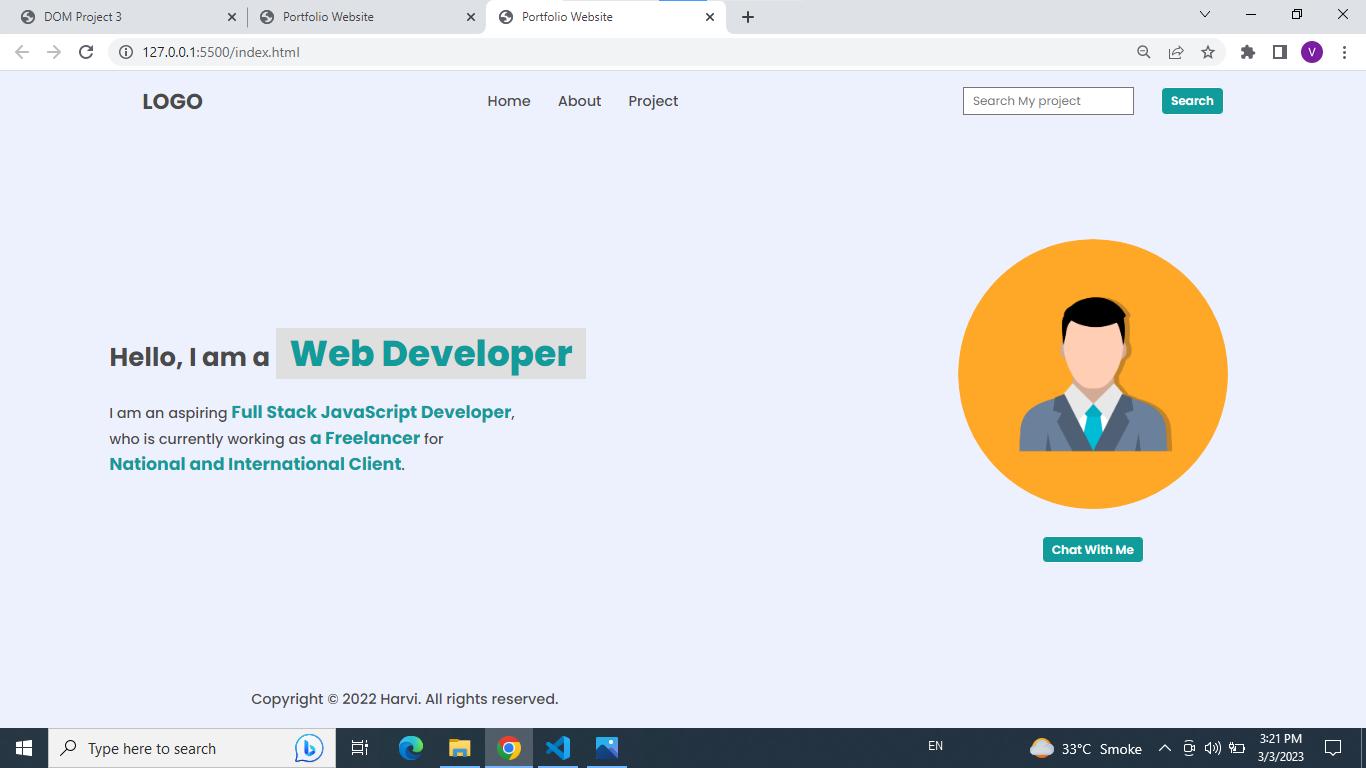 DOM Project 3
Portfolio Website
Portfolio Website
127.0.0.1:5500/index.html
V
LOGO
Home About Project
Search My project
Search
Hello, I am a Web Developer
I am an aspiring Full Stack JavaScript Developer,
who is currently working as a Freelancer for
National and International Client.
Chat With Me
Copyright © 2022 Harvi. All rights reserved.
Type here to search
EN
33°C Smoke
3:21 PM
3/3/2023